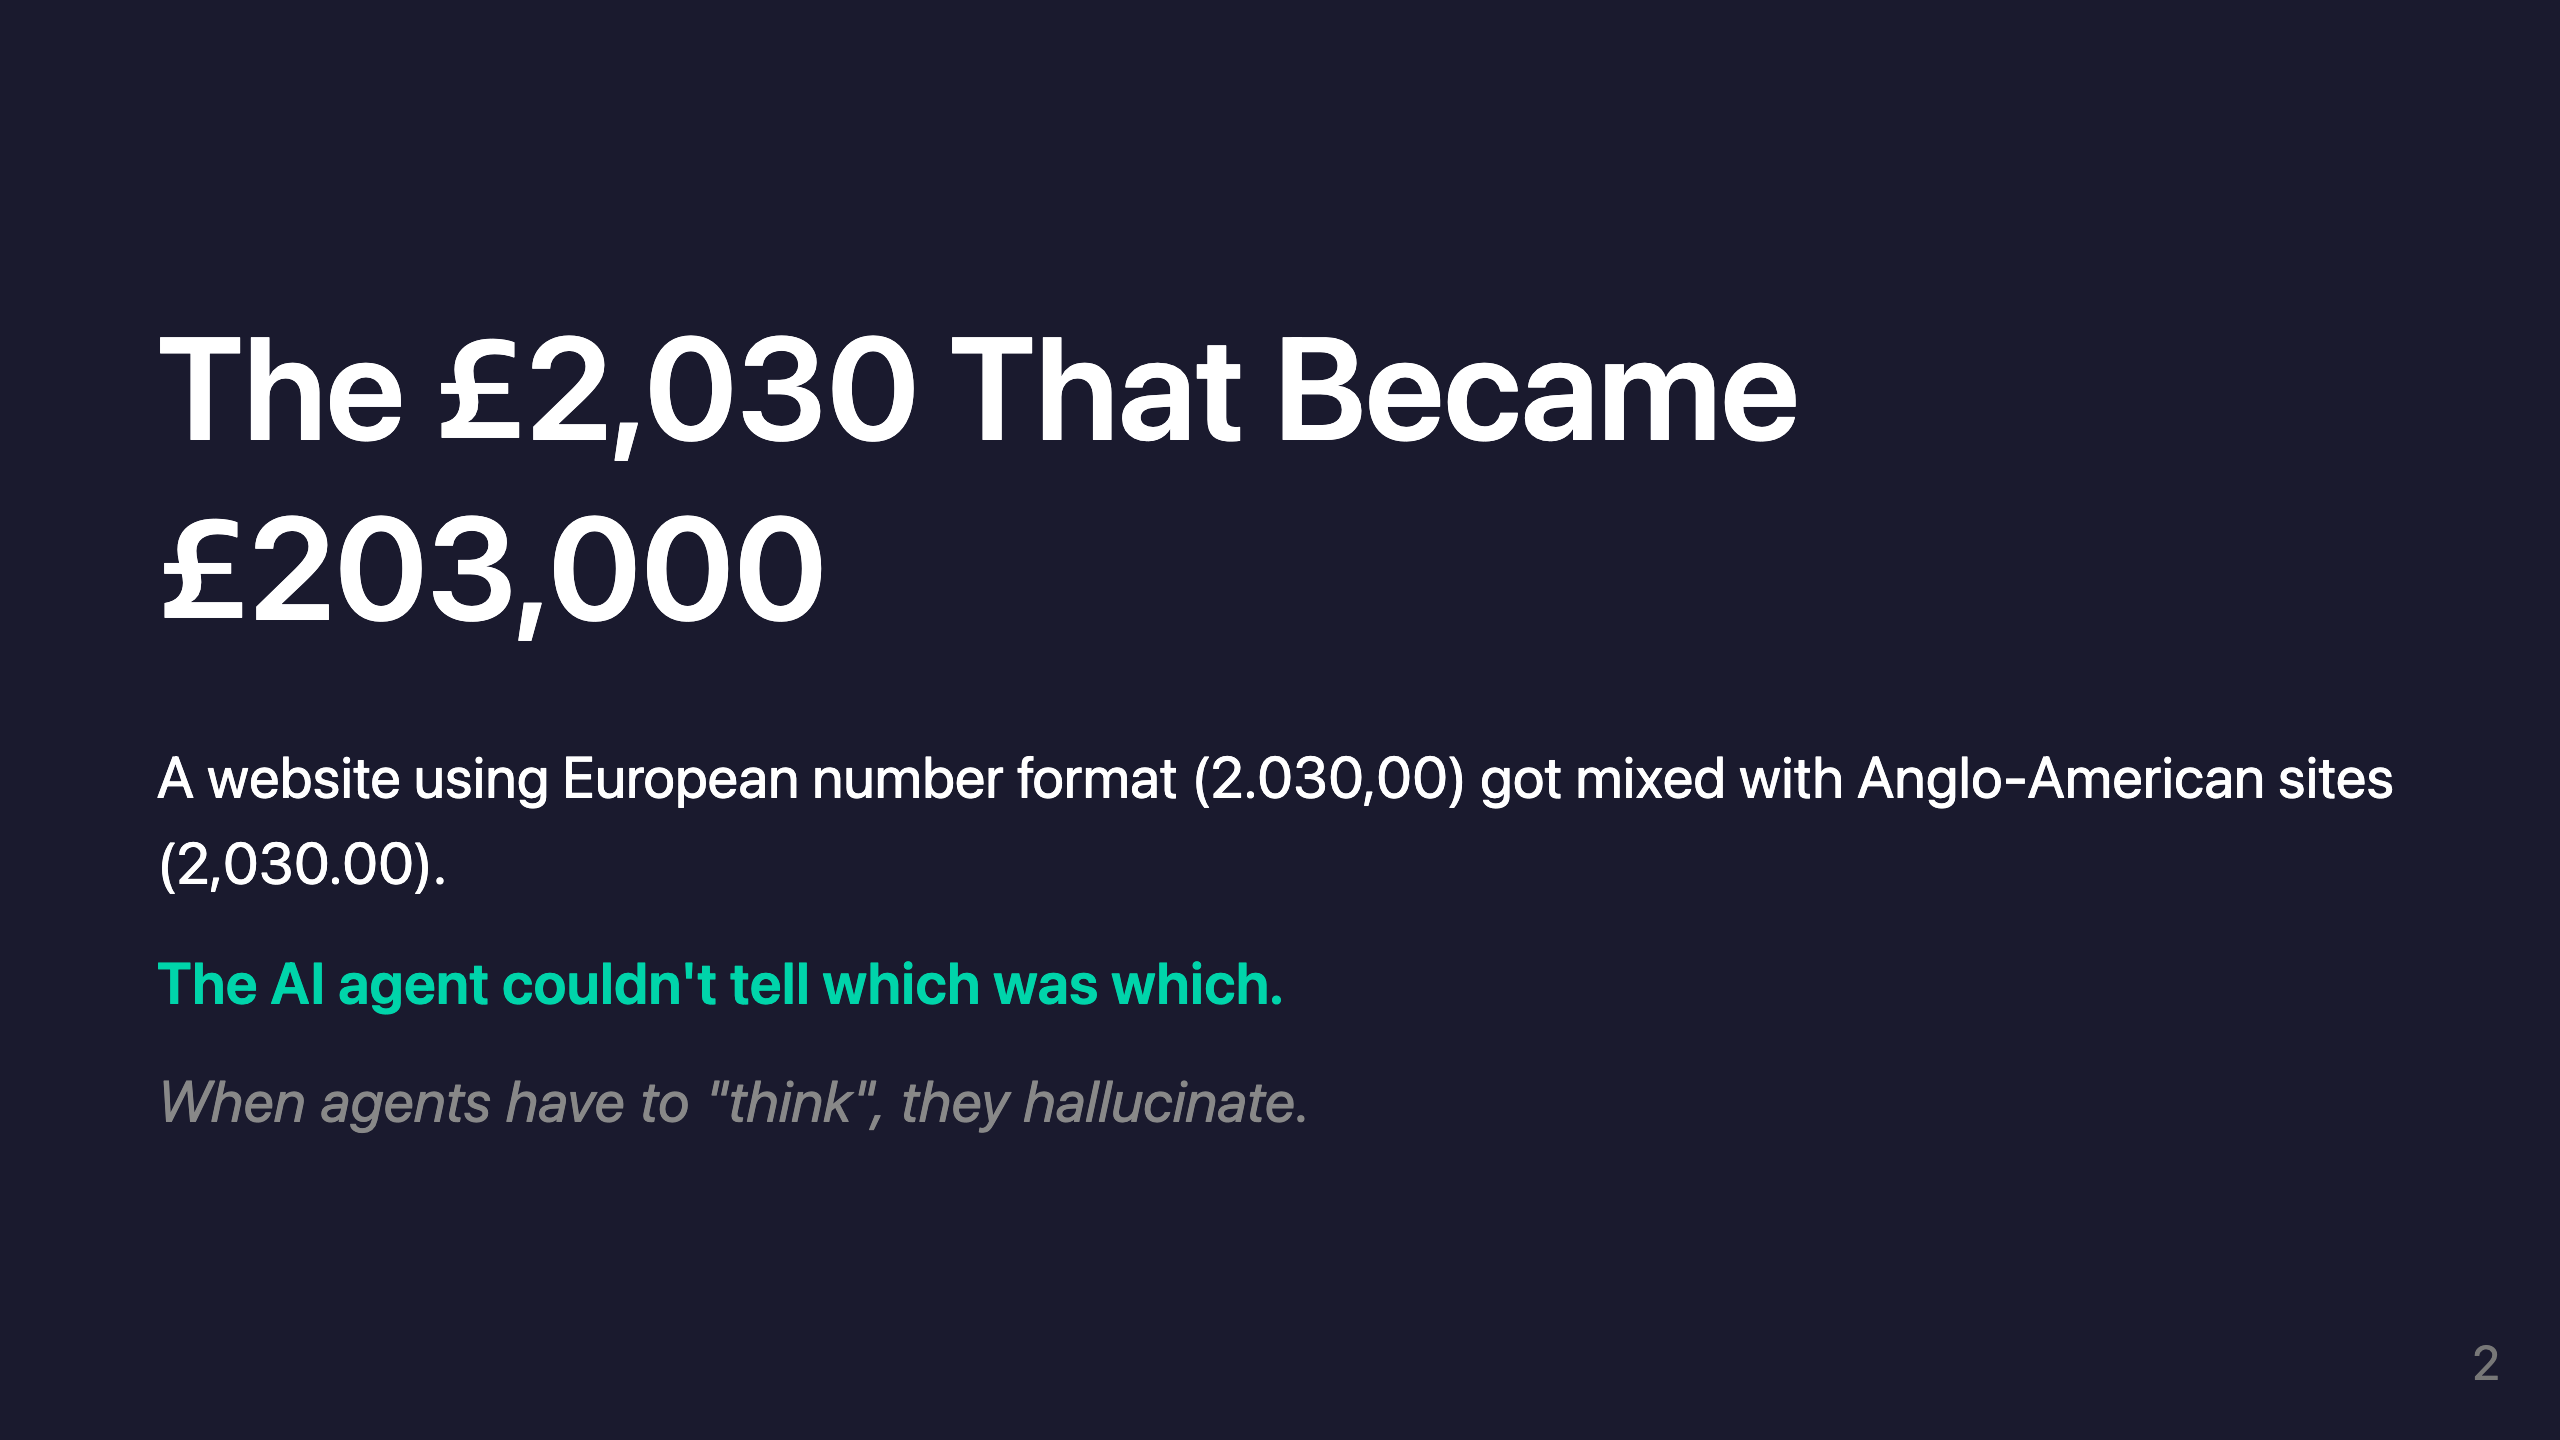 The £2,030 That Became
£203,000
A website using European number format (2.030,00) got mixed with Anglo-American sites
(2,030.00).
The AI agent couldn't tell which was which.
When agents have to "think", they hallucinate.
2